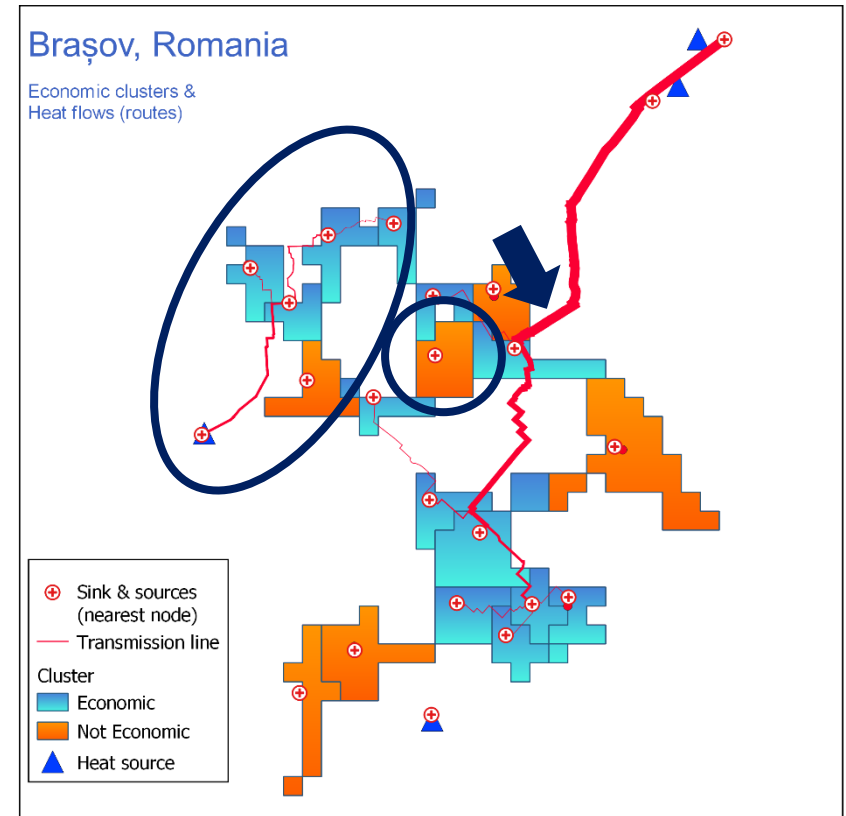 Brașov, Romania
Economic clusters &
Heat flows (routes)
Sink & sources
(nearest node)
Transmission line
Cluster
Economic
Not Economic
Heat source